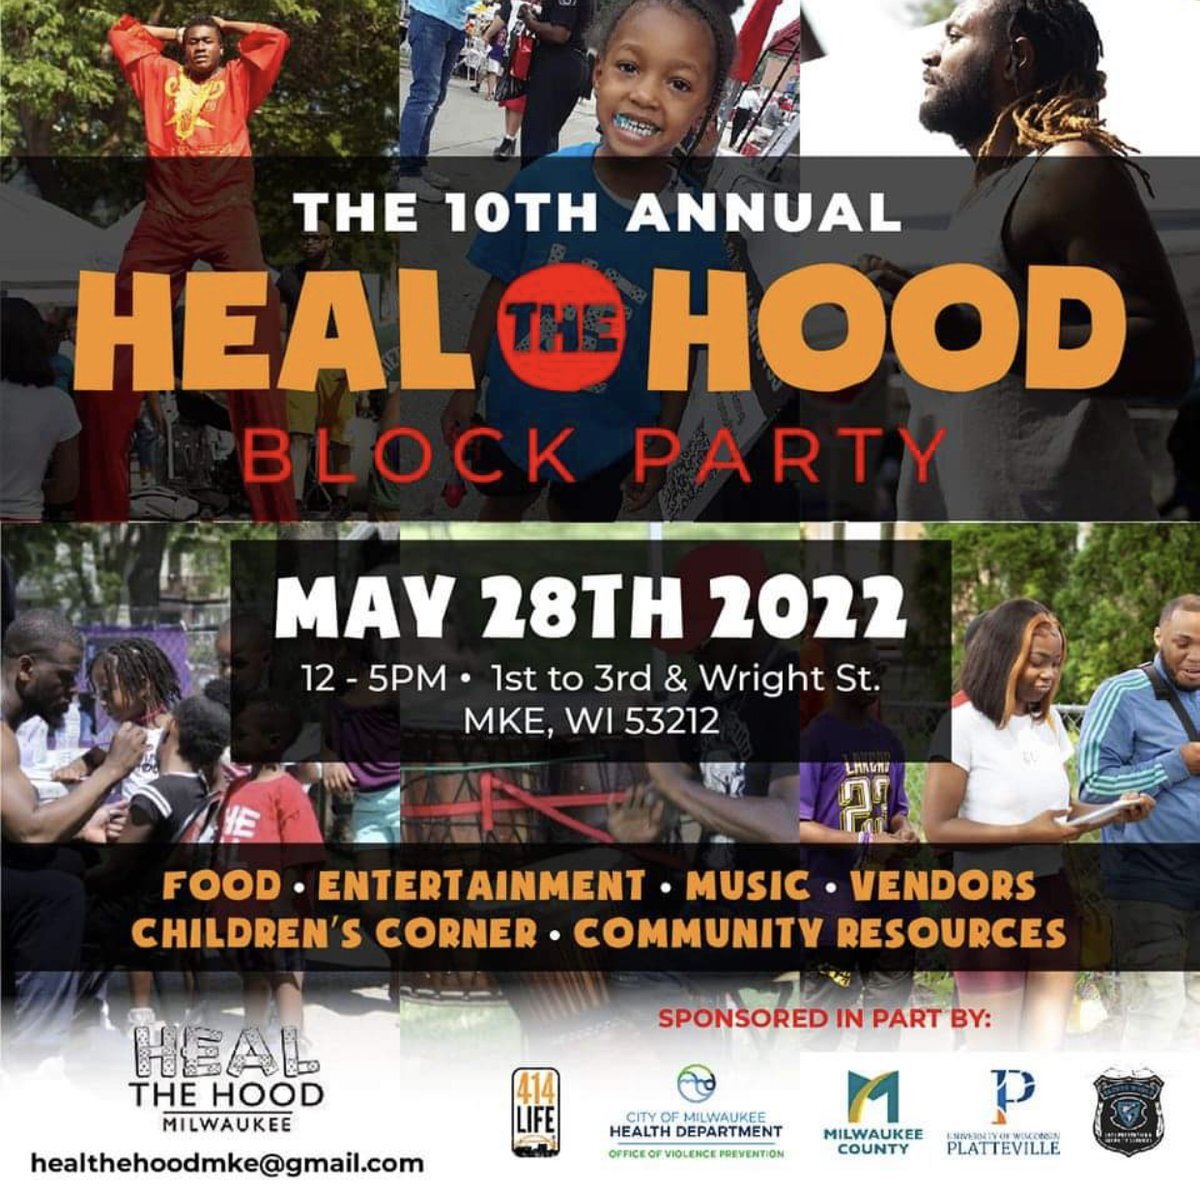 THE 10TH ANNUAL
HEAL THE HOOD
BLOCK PARTY
MAY 28TH 2022
12 - 5PM • 1st to 3rd & Wright St.
MKE, WI 53212
LAKERS
23
FOOD • ENTERTAINMENT • MUSIC • VENDORS
CHILDREN'S CORNER • COMMUNITY RESOURCES
HEAL
THE HOOD
MILWAUKEE
healthehoodmke@gmail.com
SPONSORED IN PART BY:
414
LIFE
CITY OF MILWAUKEE
HEALTH DEPARTMENT
OFFICE OF VIOLENCE PREVENTION
MILWAUKEE
COUNTY
UNIVERSITY OF WISCONSIN
PLATTEVILLE